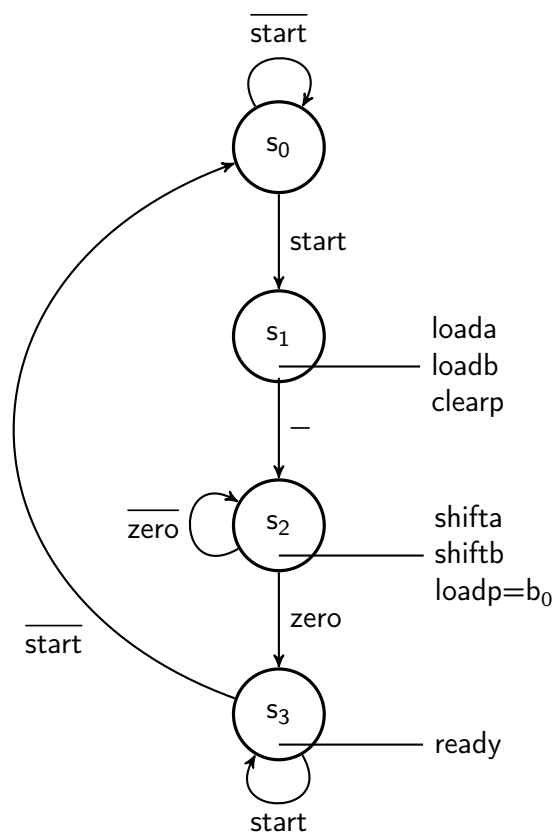 start
s₀
start
s₁
loada
loadb
clearp
–
zero
s₂
shifta
shiftb
loadp=b₀
zero
start
s₃
ready
start